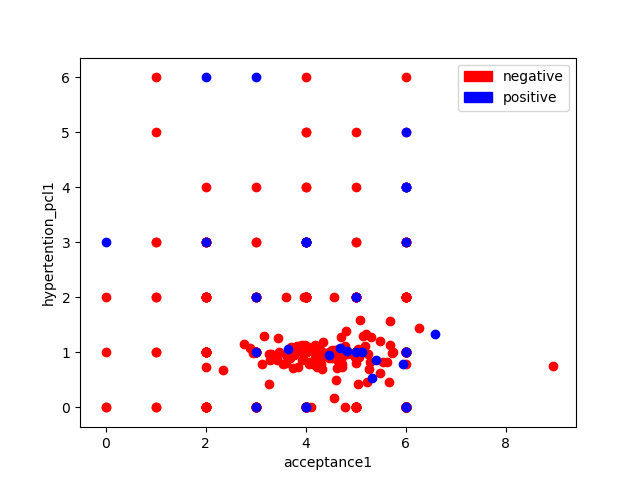 negative
positive
6
5
4
3
2
1
0
hypertention_pcl1
0 2 4 6 8
acceptance1